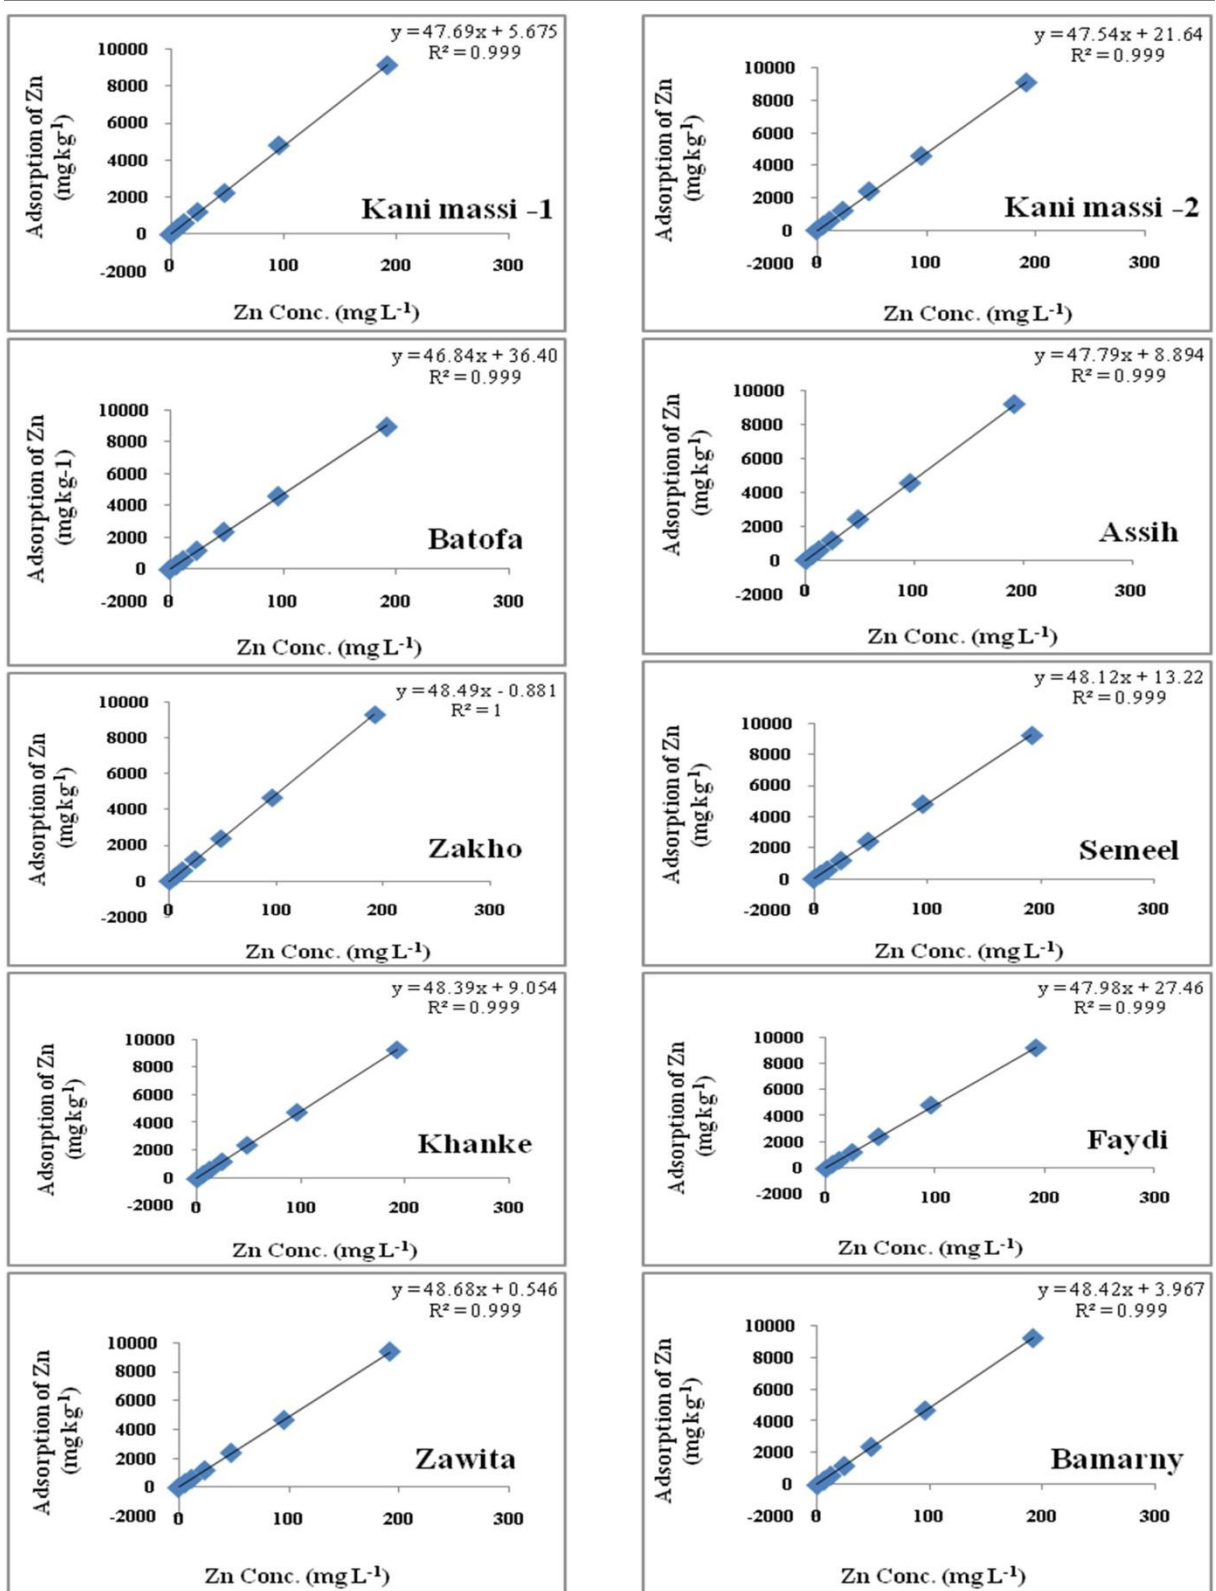 y = 47.69x + 5.675
R² = 0.999
10000
8000
6000
4000
2000
0
-2000
0 100 200 300
Adsorption of Zn
(mg kg⁻¹)
Kani massi -1
Zn Conc. (mg L⁻¹)
y = 47.54x + 21.64
R² = 0.999
10000
8000
6000
4000
2000
0
-2000
0 100 200 300
Adsorption of Zn
(mg kg⁻¹)
Kani massi -2
Zn Conc. (mg L⁻¹)
y = 46.84x + 36.40
R² = 0.999
10000
8000
6000
4000
2000
0
-2000
0 100 200 300
Adsorption of Zn
(mg kg-1)
Batofa
Zn Conc. (mg L⁻¹)
y = 47.79x + 8.894
R² = 0.999
10000
8000
6000
4000
2000
0
-2000
0 100 200 300
Adsorption of Zn
(mg kg⁻¹)
Assih
Zn Conc. (mg L⁻¹)
y = 48.49x - 0.881
R² = 1
10000
8000
6000
4000
2000
0
-2000
0 100 200 300
Adsorption of Zn
(mg kg⁻¹)
Zakho
Zn Conc. (mg L⁻¹)
y = 48.12x + 13.22
R² = 0.999
10000
8000
6000
4000
2000
0
-2000
0 100 200 300
Adsorption of Zn
(mg kg⁻¹)
Semeel
Zn Conc. (mg L⁻¹)
y = 48.39x + 9.054
R² = 0.999
10000
8000
6000
4000
2000
0
-2000
0 100 200 300
Adsorption of Zn
(mg kg⁻¹)
Khanke
Zn Conc. (mg L⁻¹)
y = 47.98x + 27.46
R² = 0.999
10000
8000
6000
4000
2000
0
-2000
0 100 200 300
Adsorption of Zn
(mg kg⁻¹)
Faydi
Zn Conc. (mg L⁻¹)
y = 48.68x + 0.546
R² = 0.999
10000
8000
6000
4000
2000
0
-2000
0 100 200 300
Adsorption of Zn
(mg kg⁻¹)
Zawita
Zn Conc. (mg L⁻¹)
y = 48.42x + 3.967
R² = 0.999
10000
8000
6000
4000
2000
0
-2000
0 100 200 300
Adsorption of Zn
(mg kg⁻¹)
Bamarny
Zn Conc. (mg L⁻¹)